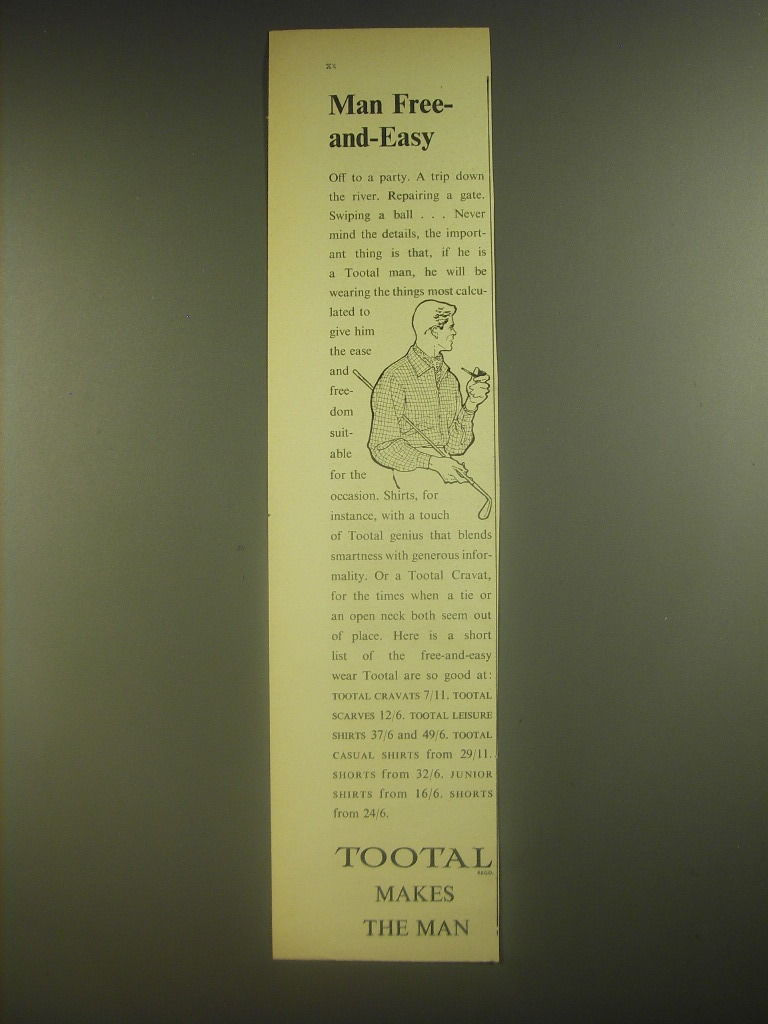 Man Free-
and-Easy
Off to a party. A trip down
the river. Repairing a gate.
Swiping a ball . . . Never
mind the details, the import-
ant thing is that, if he is
a Tootal man, he will be
wearing the things most calcu-
lated to
give him
the ease
and
free-
dom
suit-
able
for the
occasion. Shirts, for
instance, with a touch
of Tootal genius that blends
smartness with generous infor-
mality. Or a Tootal Cravat,
for the times when a tie or
an open neck both seem out
of place. Here is a short
list of the free-and-easy
wear Tootal are so good at:
TOOTAL CRAVATS 7/11. TOOTAL
SCARVES 12/6. TOOTAL LEISURE
SHIRTS 37/6 and 49/6. TOOTAL
CASUAL SHIRTS from 29/11.
SHORTS from 32/6. JUNIOR
SHIRTS from 16/6. SHORTS
from 24/6.
TOOTAL
REGD.
MAKES
THE MAN